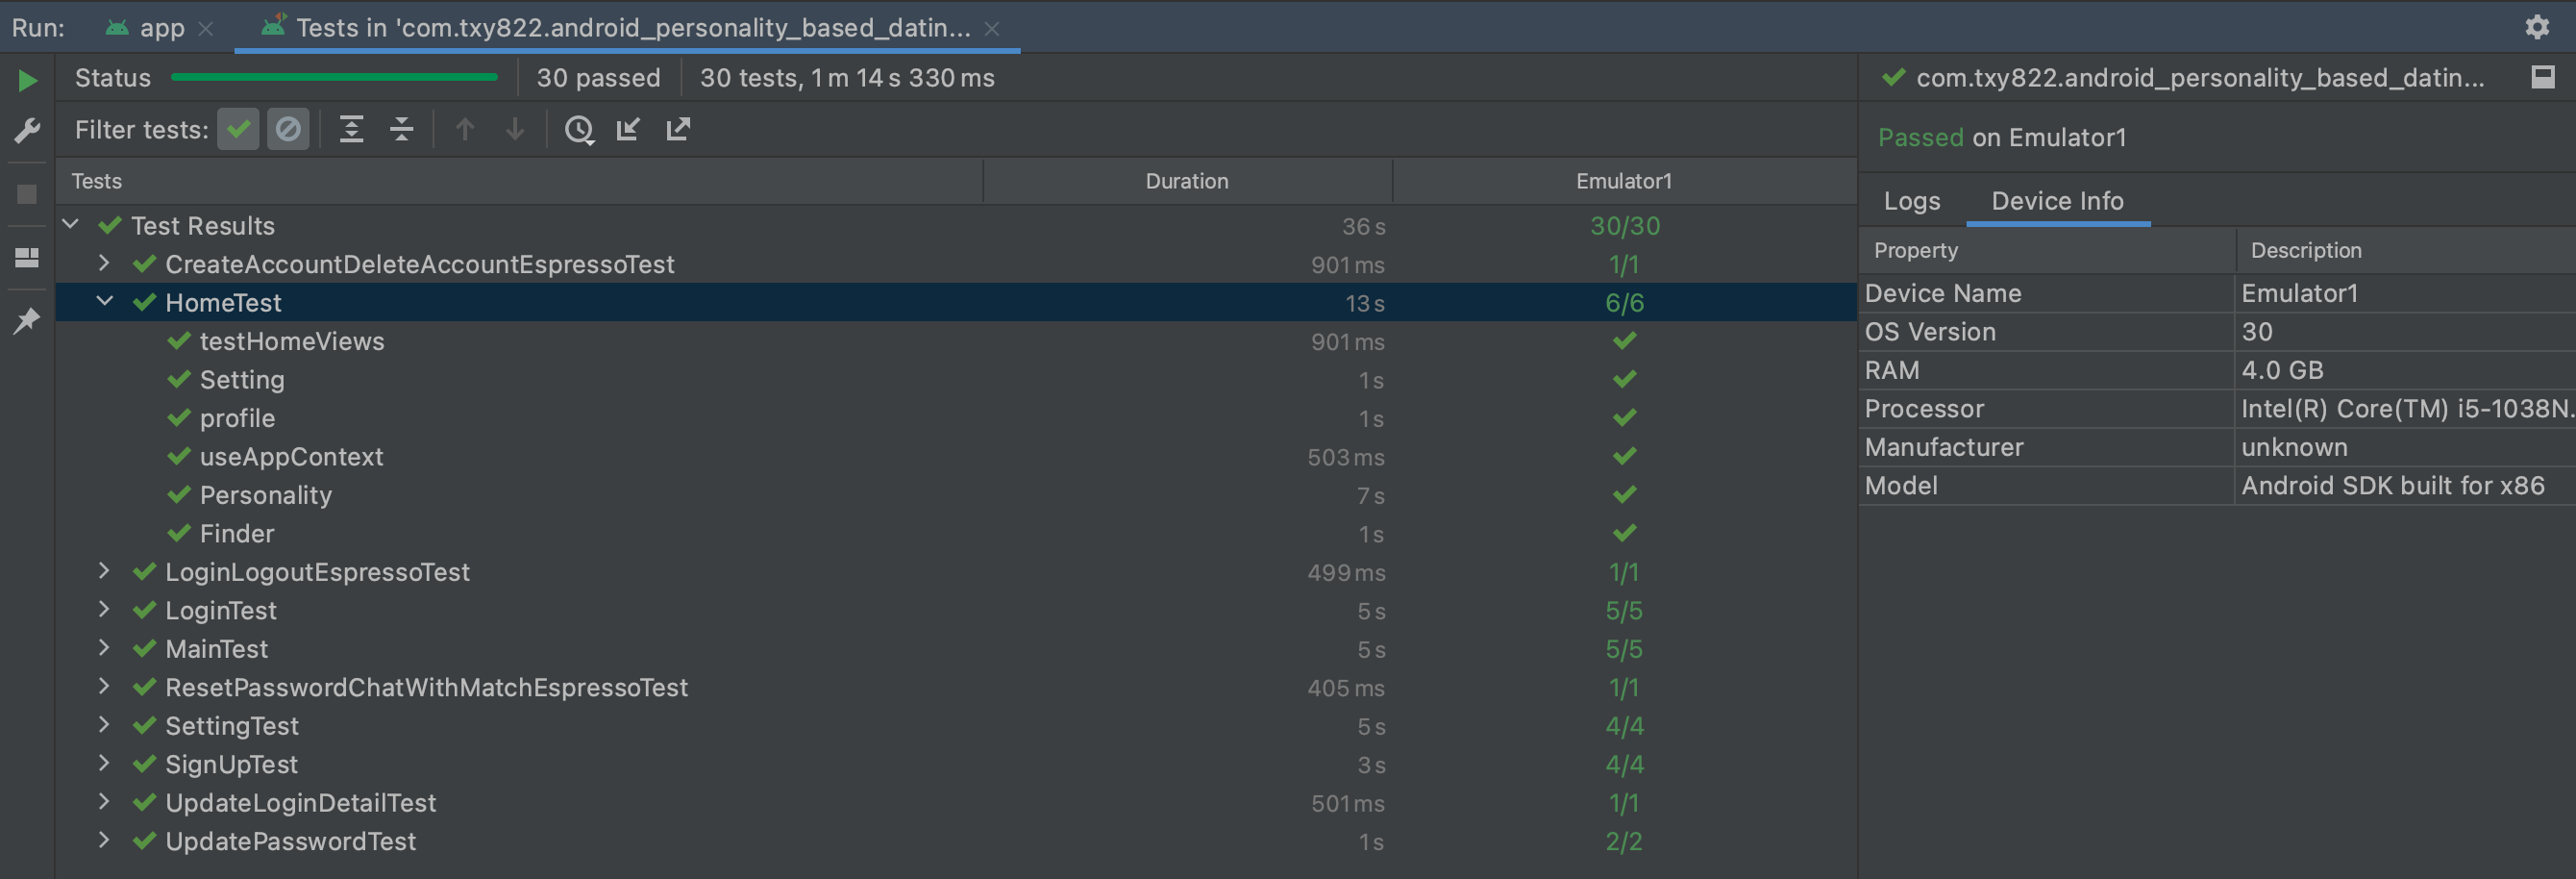 Run: app Tests in 'com.txy822.android_personality_based_datin...
Status 30 passed 30 tests, 1 m 14 s 330 ms
com.txy822.android_personality_based_datin...
Filter tests:
Passed on Emulator1
Tests Duration Emulator1
Logs Device Info
Test Results 36 s 30/30
CreateAccountDeleteAccountEspressoTest 901 ms 1/1
HomeTest 13 s 6/6
testHomeViews 901 ms
Setting 1 s
profile 1 s
useAppContext 503 ms
Personality 7 s
Finder 1 s
LoginLogoutEspressoTest 499 ms 1/1
LoginTest 5 s 5/5
MainTest 5 s 5/5
ResetPasswordChatWithMatchEspressoTest 405 ms 1/1
SettingTest 5 s 4/4
SignUpTest 3 s 4/4
UpdateLoginDetailTest 501 ms 1/1
UpdatePasswordTest 1 s 2/2
Property Description
Device Name Emulator1
OS Version 30
RAM 4.0 GB
Processor Intel(R) Core(TM) i5-1038N.
Manufacturer unknown
Model Android SDK built for x86